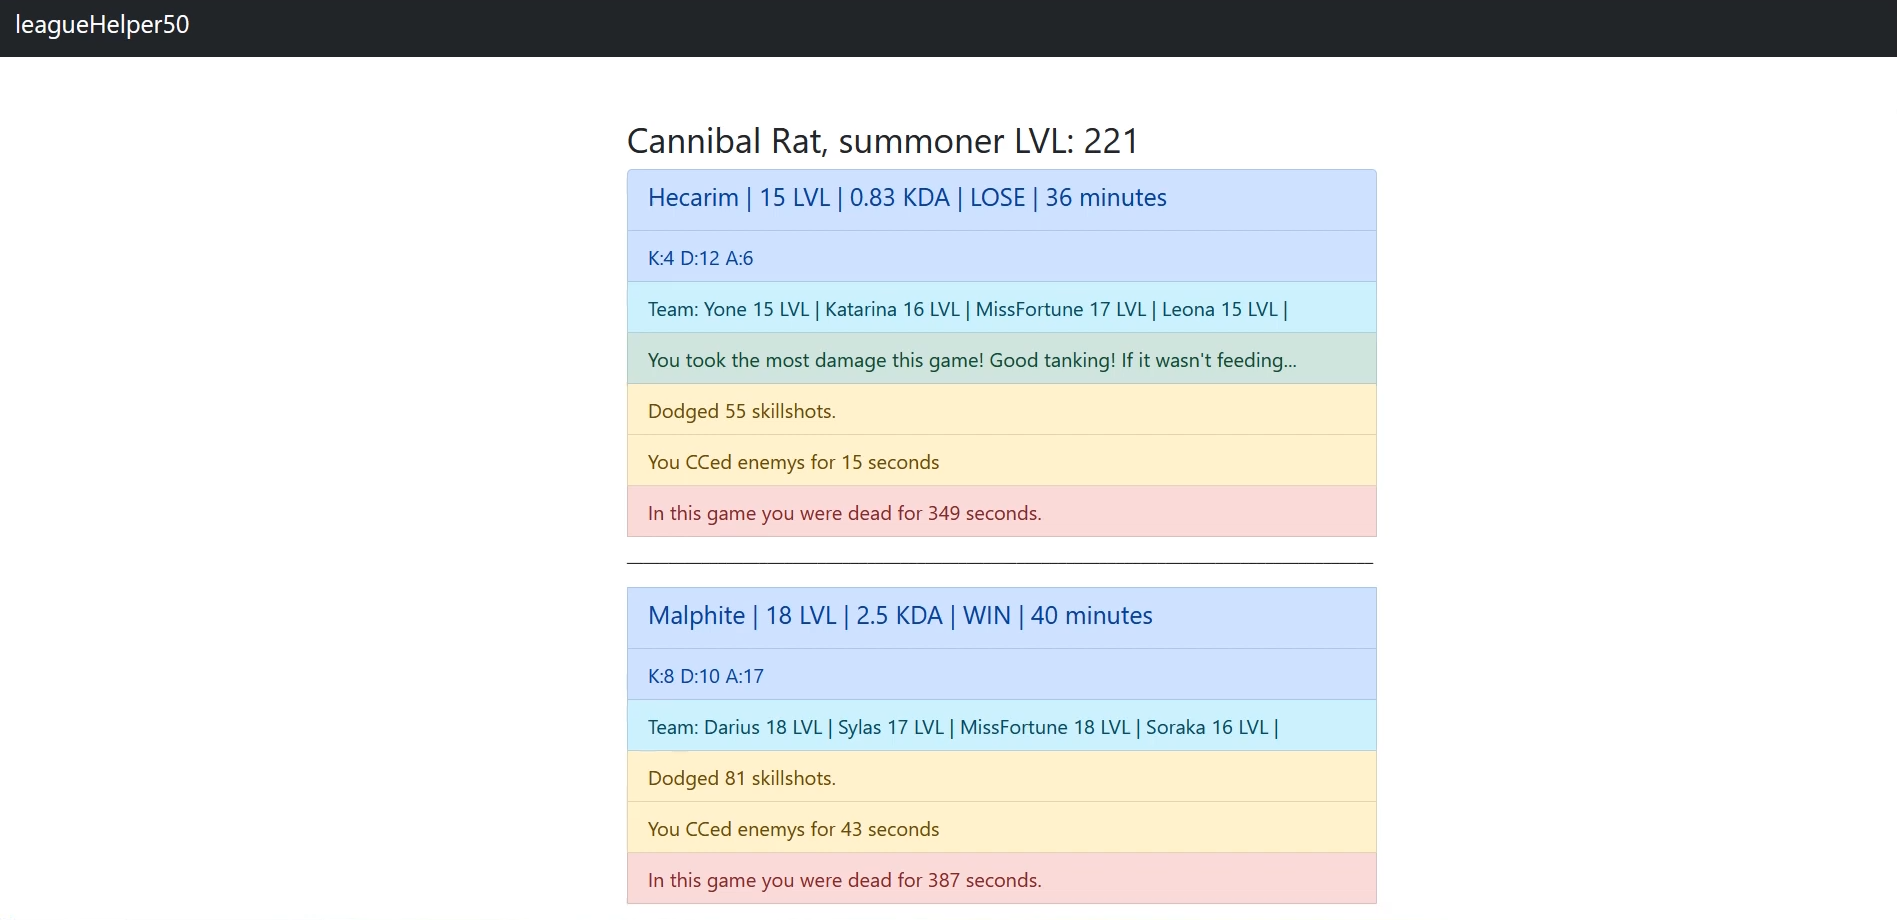 leagueHelper50
Cannibal Rat, summoner LVL: 221
Hecarim | 15 LVL | 0.83 KDA | LOSE | 36 minutes
K:4 D:12 A:6
Team: Yone 15 LVL | Katarina 16 LVL | MissFortune 17 LVL | Leona 15 LVL |
You took the most damage this game! Good tanking! If it wasn't feeding...
Dodged 55 skillshots.
You CCed enemys for 15 seconds
In this game you were dead for 349 seconds.
Malphite | 18 LVL | 2.5 KDA | WIN | 40 minutes
K:8 D:10 A:17
Team: Darius 18 LVL | Sylas 17 LVL | MissFortune 18 LVL | Soraka 16 LVL |
Dodged 81 skillshots.
You CCed enemys for 43 seconds
In this game you were dead for 387 seconds.